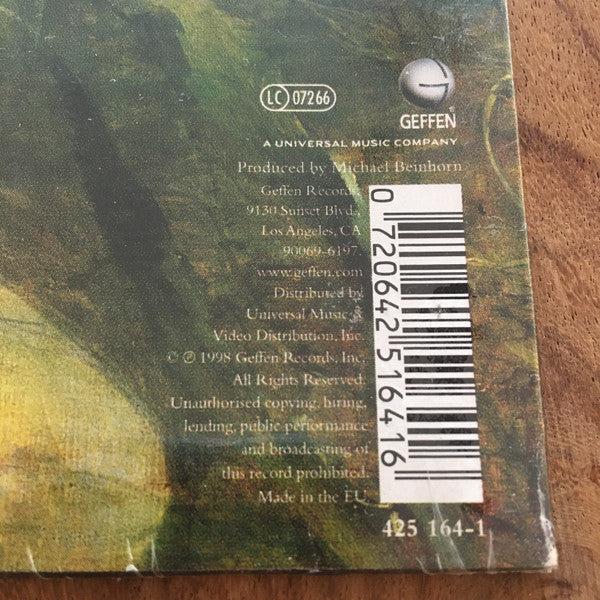 LC 07266
GEFFEN
®
A UNIVERSAL MUSIC COMPANY
Produced by Michael Beinhorn
Geffen Records,
9130 Sunset Blvd.,
Los Angeles, CA
90069-6197.
www.geffen.com
Distributed by
Universal Music &
Video Distribution, Inc.
© ℗ 1998 Geffen Records, Inc.
All Rights Reserved.
Unauthorised copying, hiring,
lending, public performance
and broadcasting of
this record prohibited.
Made in the EU.
0 720642 516416
425 164-1